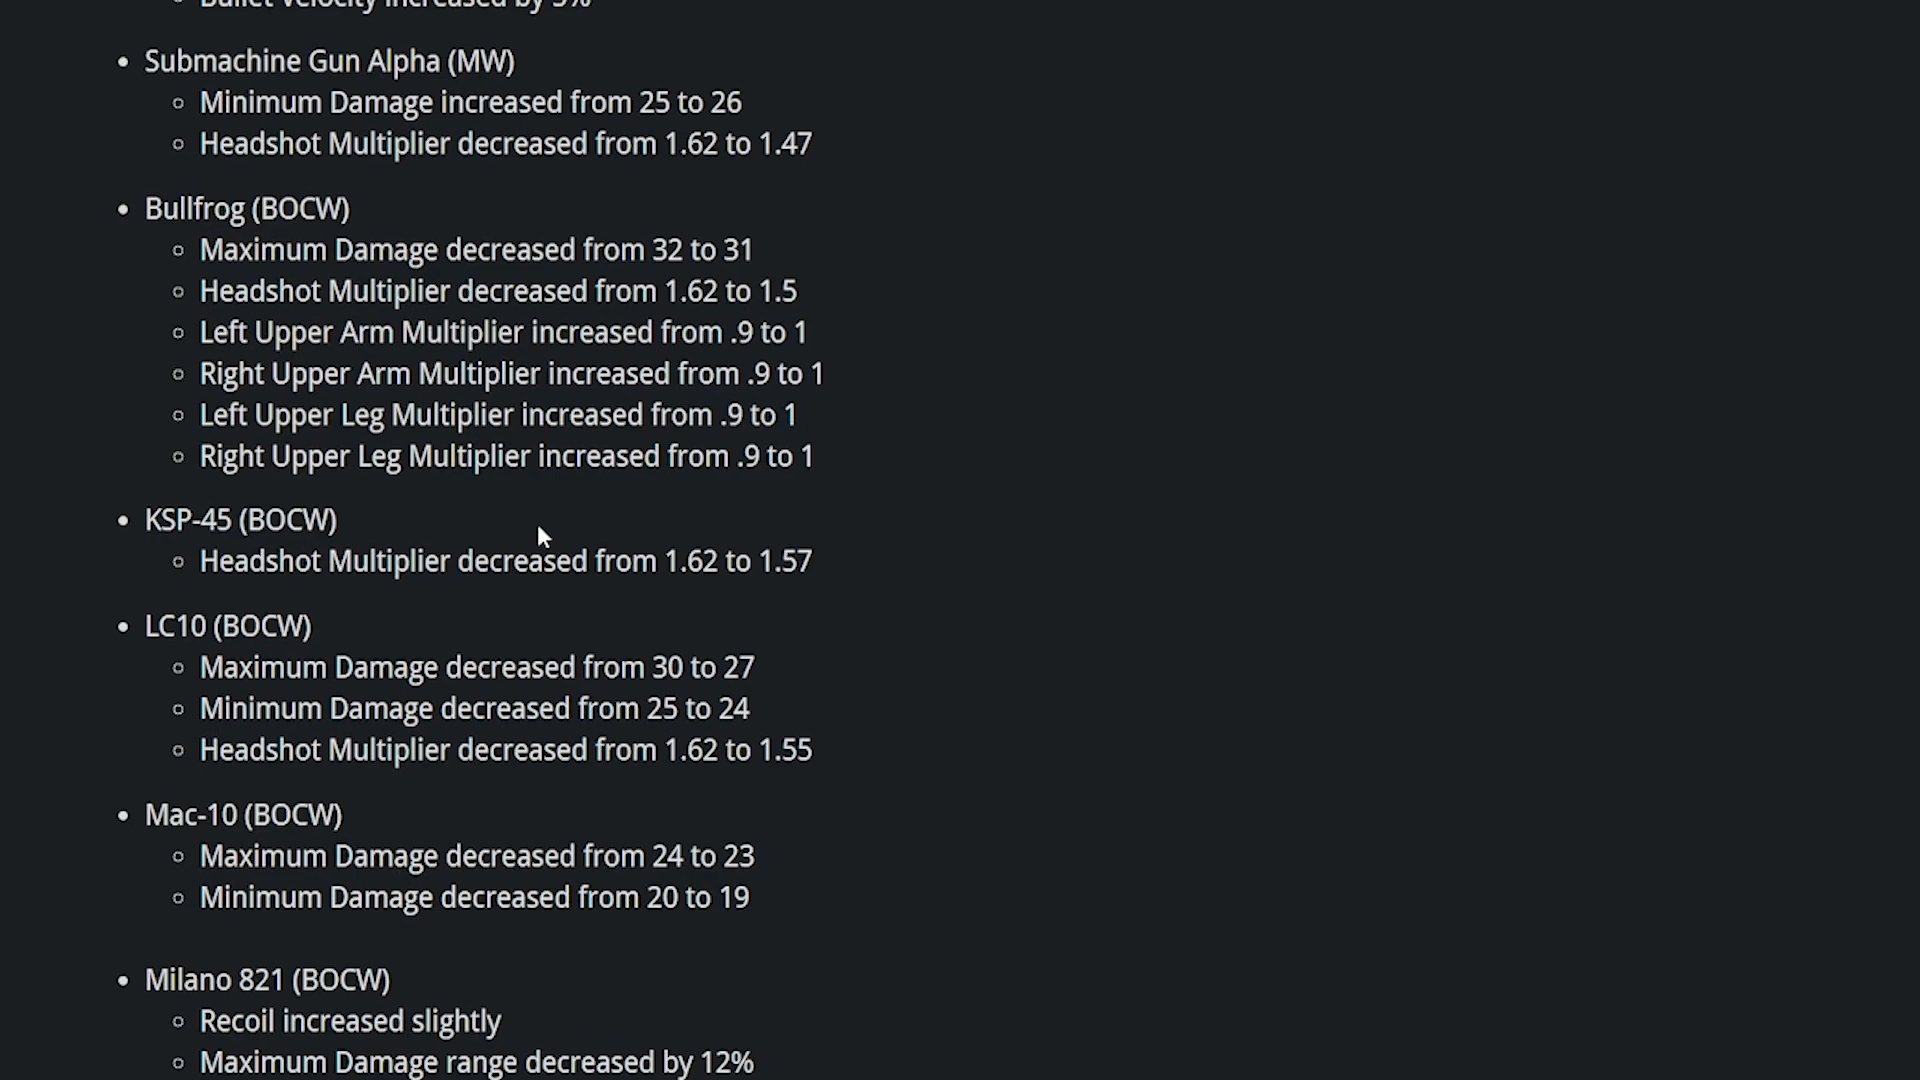 Bullet Velocity increased by 5%
• Submachine Gun Alpha (MW)
○ Minimum Damage increased from 25 to 26
○ Headshot Multiplier decreased from 1.62 to 1.47
• Bullfrog (BOCW)
○ Maximum Damage decreased from 32 to 31
○ Headshot Multiplier decreased from 1.62 to 1.5
○ Left Upper Arm Multiplier increased from .9 to 1
○ Right Upper Arm Multiplier increased from .9 to 1
○ Left Upper Leg Multiplier increased from .9 to 1
○ Right Upper Leg Multiplier increased from .9 to 1
• KSP-45 (BOCW)
○ Headshot Multiplier decreased from 1.62 to 1.57
• LC10 (BOCW)
○ Maximum Damage decreased from 30 to 27
○ Minimum Damage decreased from 25 to 24
○ Headshot Multiplier decreased from 1.62 to 1.55
• Mac-10 (BOCW)
○ Maximum Damage decreased from 24 to 23
○ Minimum Damage decreased from 20 to 19
• Milano 821 (BOCW)
○ Recoil increased slightly
○ Maximum Damage range decreased by 12%